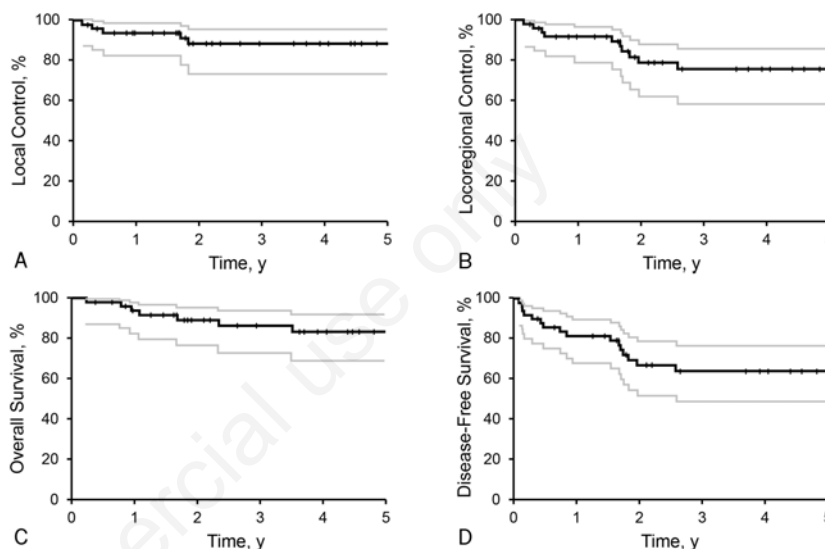 Local Control, %
100
80
60
40
20
0
0 1 2 3 4 5
Time, y
A
Locoregional Control, %
100
80
60
40
20
0
0 1 2 3 4
Time, y
B
Overall Survival, %
100
80
60
40
20
0
0 1 2 3 4 5
Time, y
C
Disease-Free Survival, %
100
80
60
40
20
0
0 1 2 3 4
Time, y
D
ercial use only